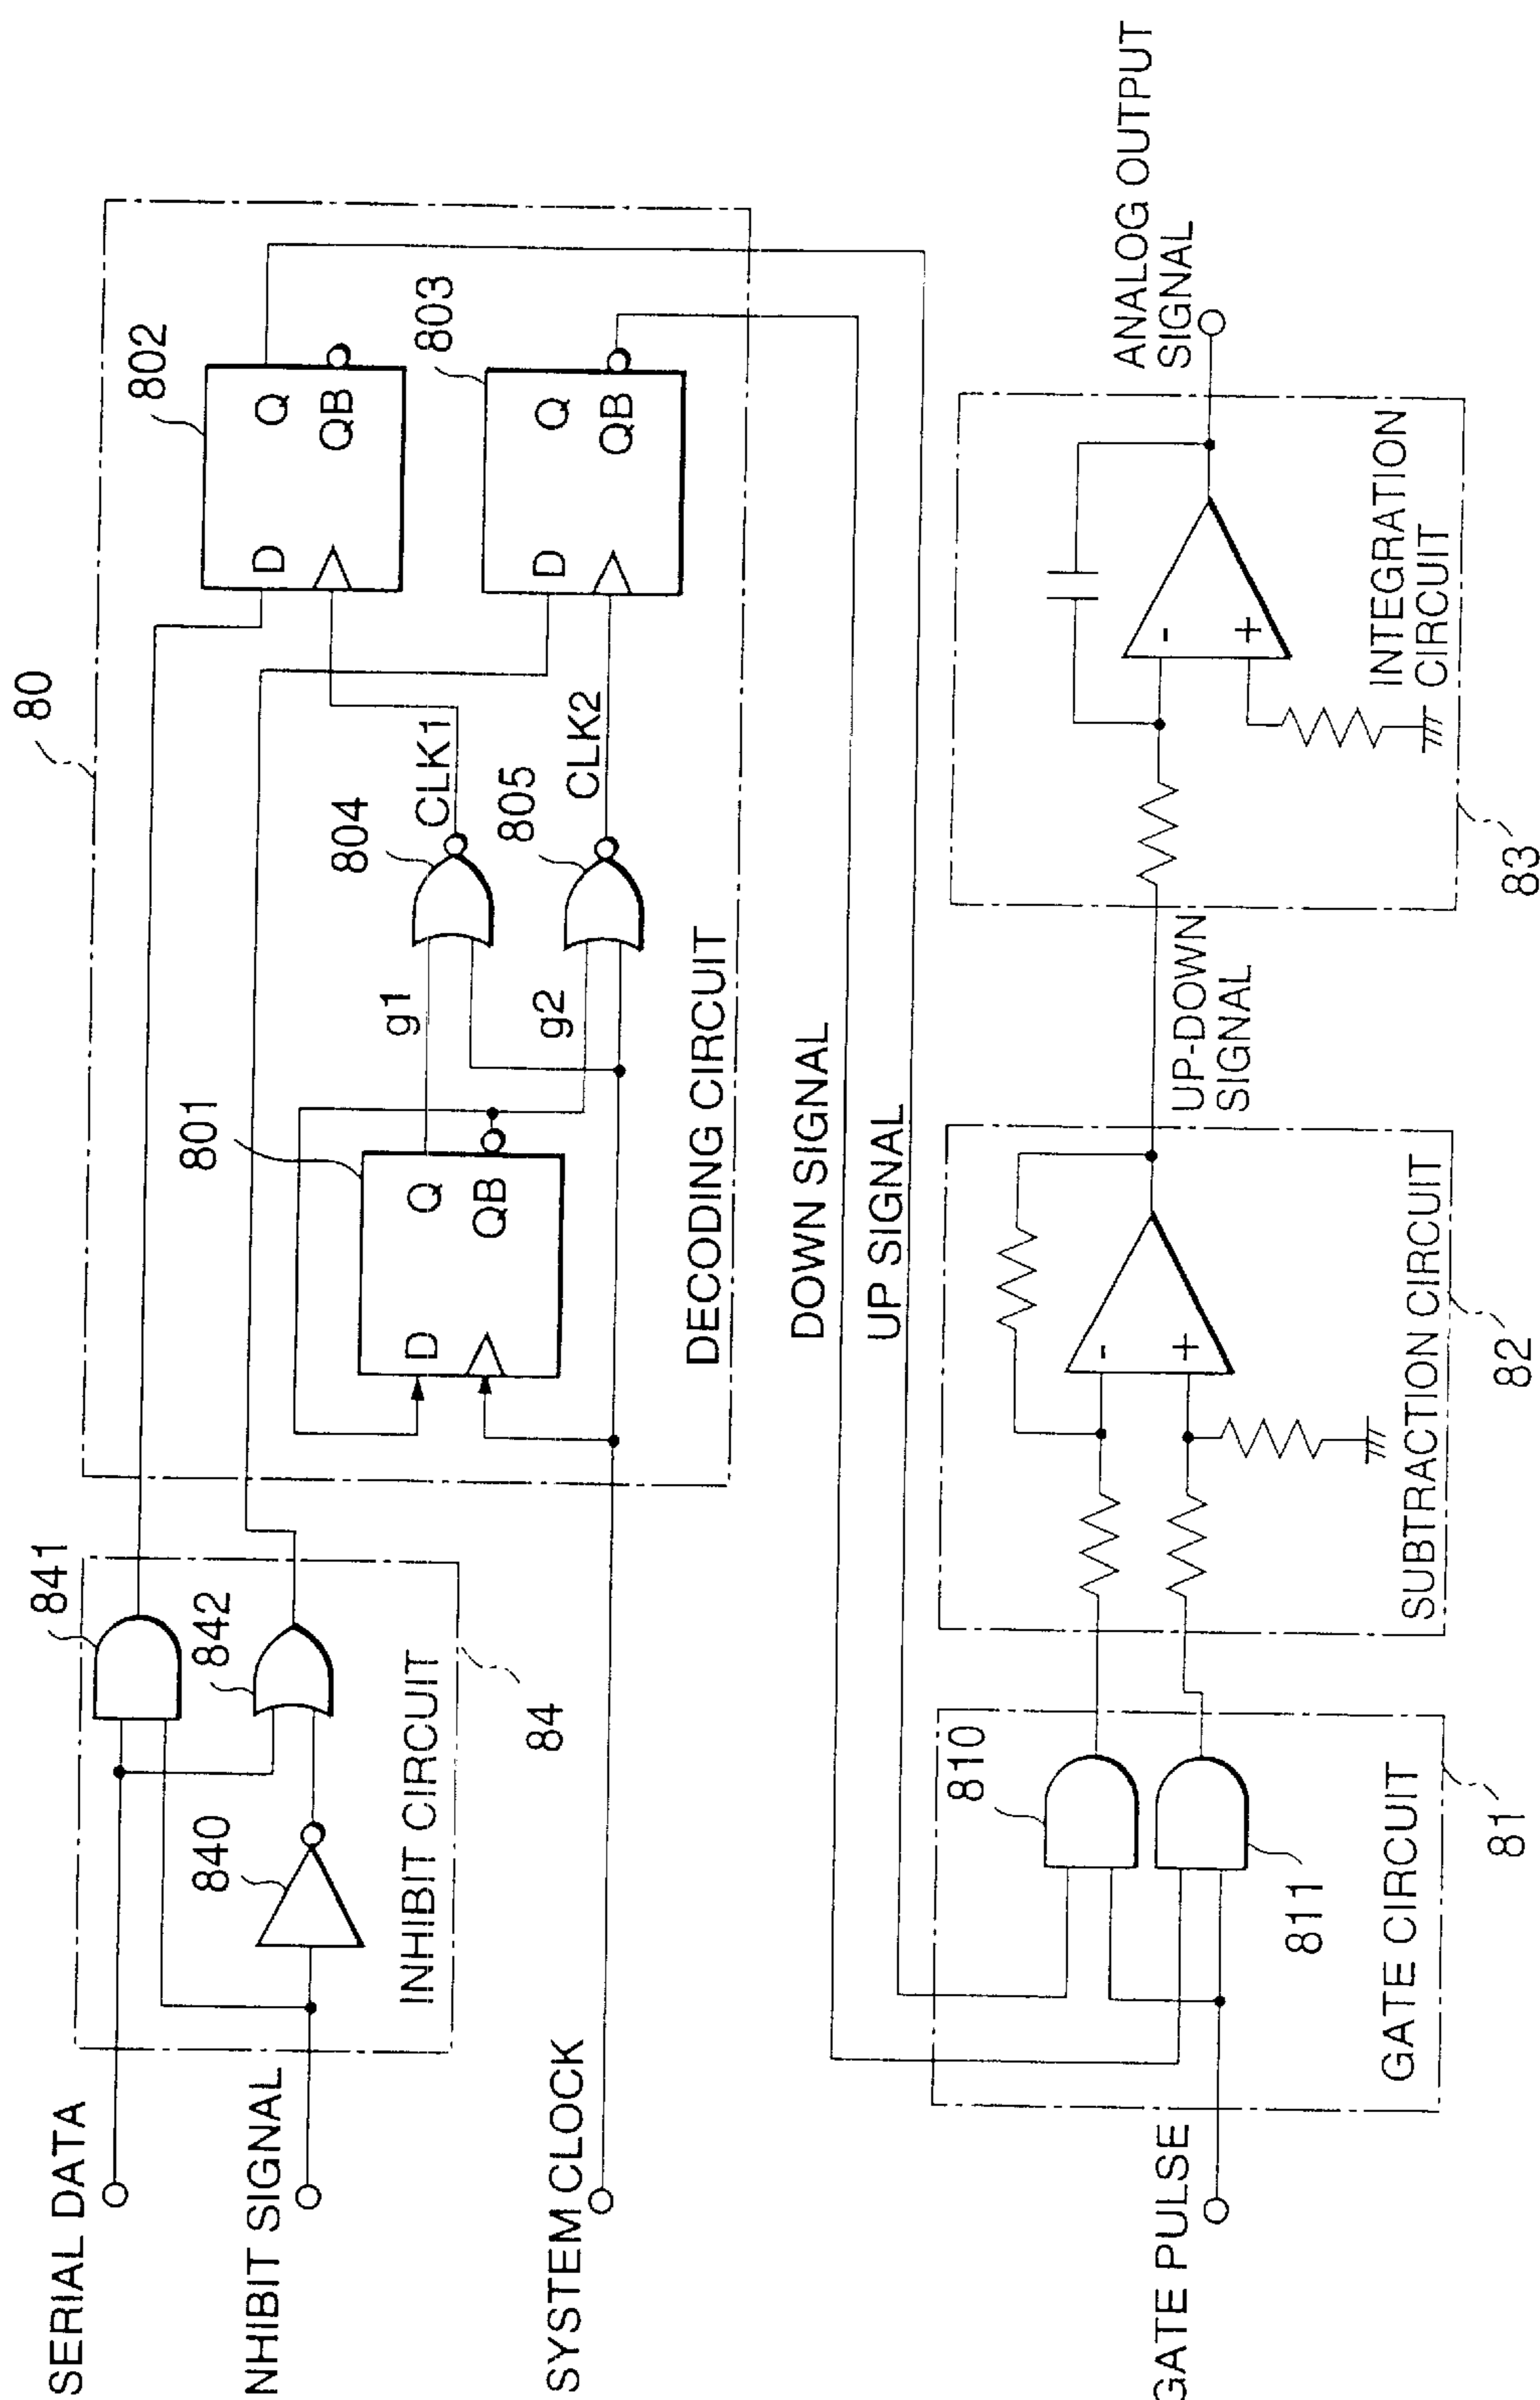 80
802
803
D
Q
QB
D
Q
QB
CLK1
CLK2
804
805
g1
g2
801
D
Q
QB
DECODING CIRCUIT
841
842
840
INHIBIT CIRCUIT
84
SERIAL DATA
NHIBIT SIGNAL
SYSTEM CLOCK
DOWN SIGNAL
UP SIGNAL
GATE PULSE
810
811
GATE CIRCUIT
81
-
+
SUBTRACTION CIRCUIT
82
UP-DOWN
SIGNAL
-
+
INTEGRATION
CIRCUIT
83
ANALOG OUTPUT
SIGNAL